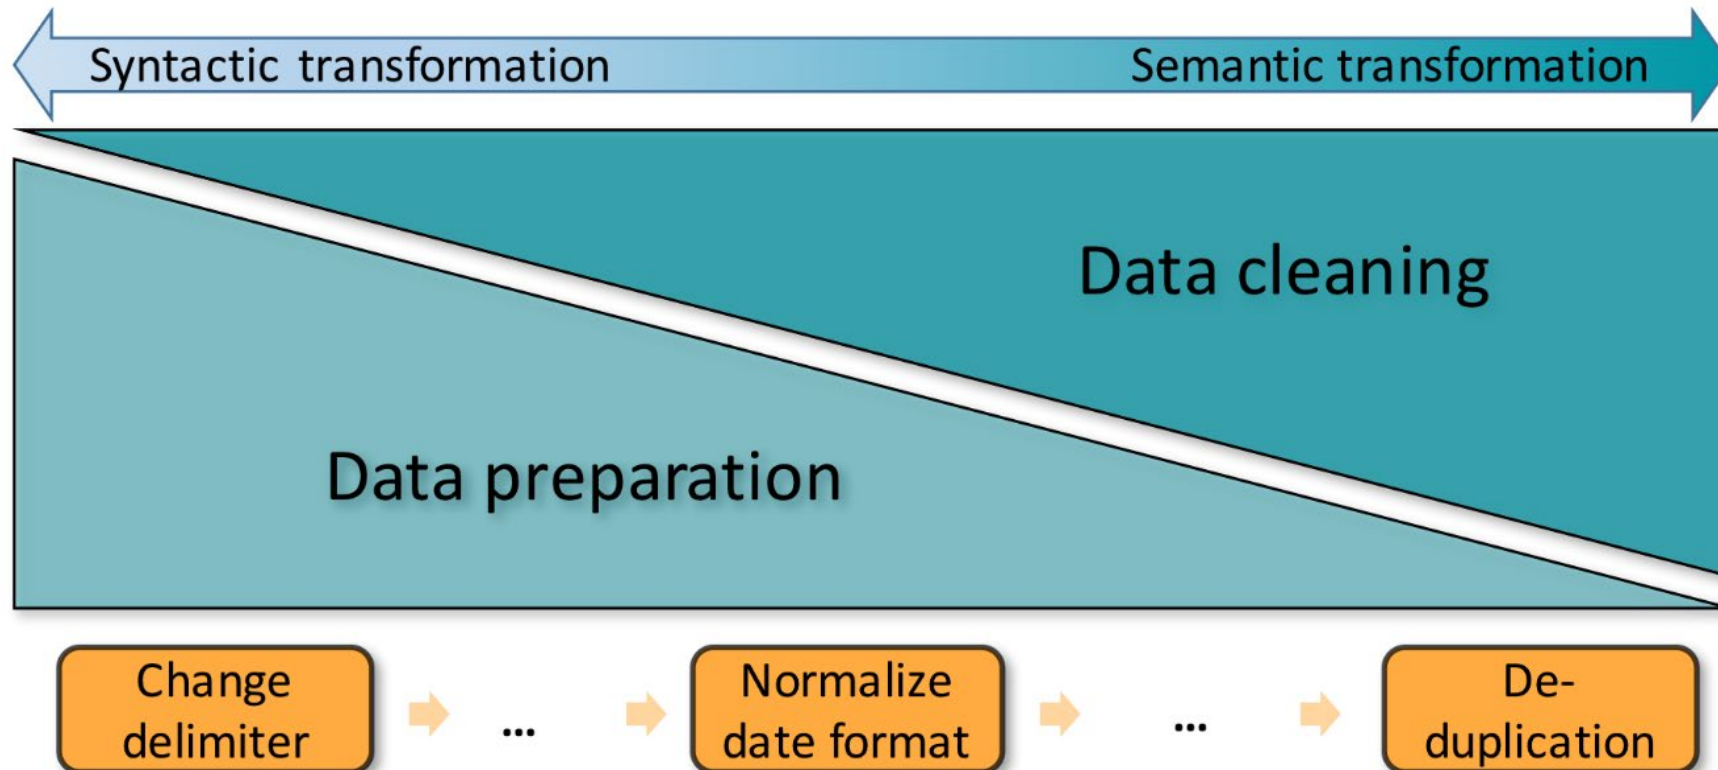 Syntactic transformation
Semantic transformation
Data cleaning
Data preparation
Change
delimiter
...
Normalize
date format
...
De-
duplication